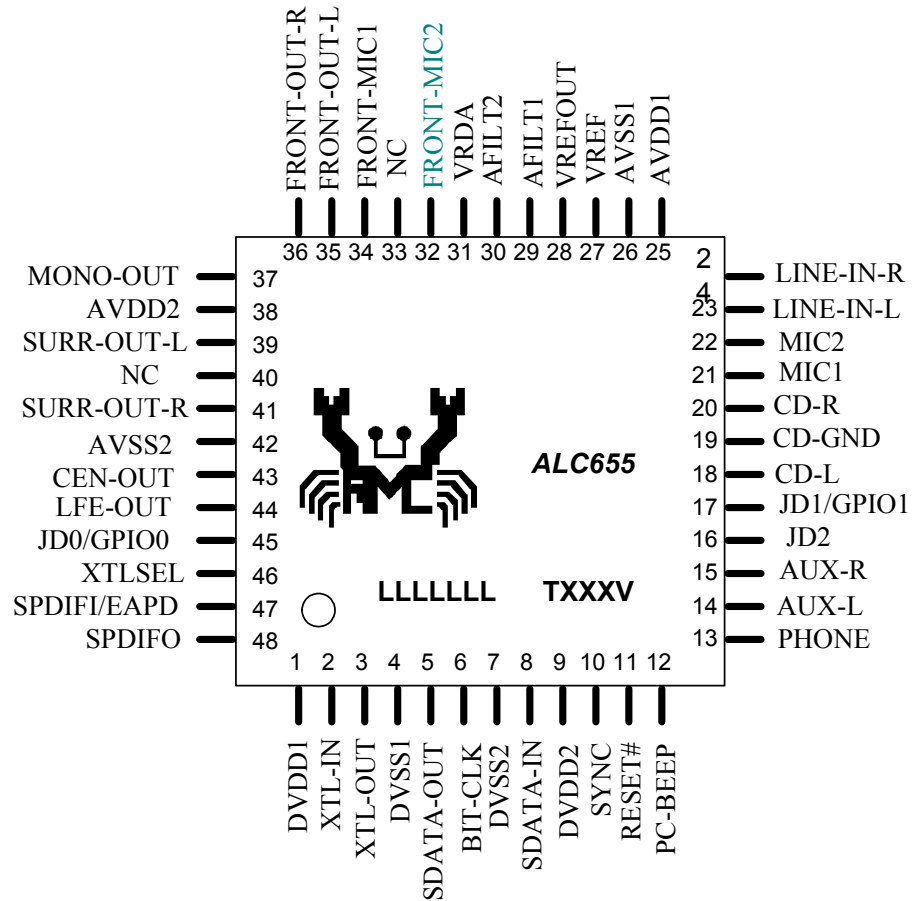 FRONT-OUT-R
FRONT-OUT-L
FRONT-MIC1
NC
FRONT-MIC2
VRDA
AFILT2
AFILT1
VREFOUT
VREF
AVSS1
AVDD1
36 35 34 33 32 31 30 29 28 27 26 25
MONO-OUT 37
AVDD2 38
SURR-OUT-L 39
NC 40
SURR-OUT-R 41
AVSS2 42
CEN-OUT 43
LFE-OUT 44
JD0/GPIO0 45
XTLSEL 46
SPDIFI/EAPD 47
SPDIFO 48
2
4
LINE-IN-R
23 LINE-IN-L
22 MIC2
21 MIC1
20 CD-R
19 CD-GND
18 CD-L
17 JD1/GPIO1
16 JD2
15 AUX-R
14 AUX-L
13 PHONE
ALC655
LLLLLLL TXXXV
1 2 3 4 5 6 7 8 9 10 11 12
DVDD1
XTL-IN
XTL-OUT
DVSS1
SDATA-OUT
BIT-CLK
DVSS2
SDATA-IN
DVDD2
SYNC
RESET#
PC-BEEP